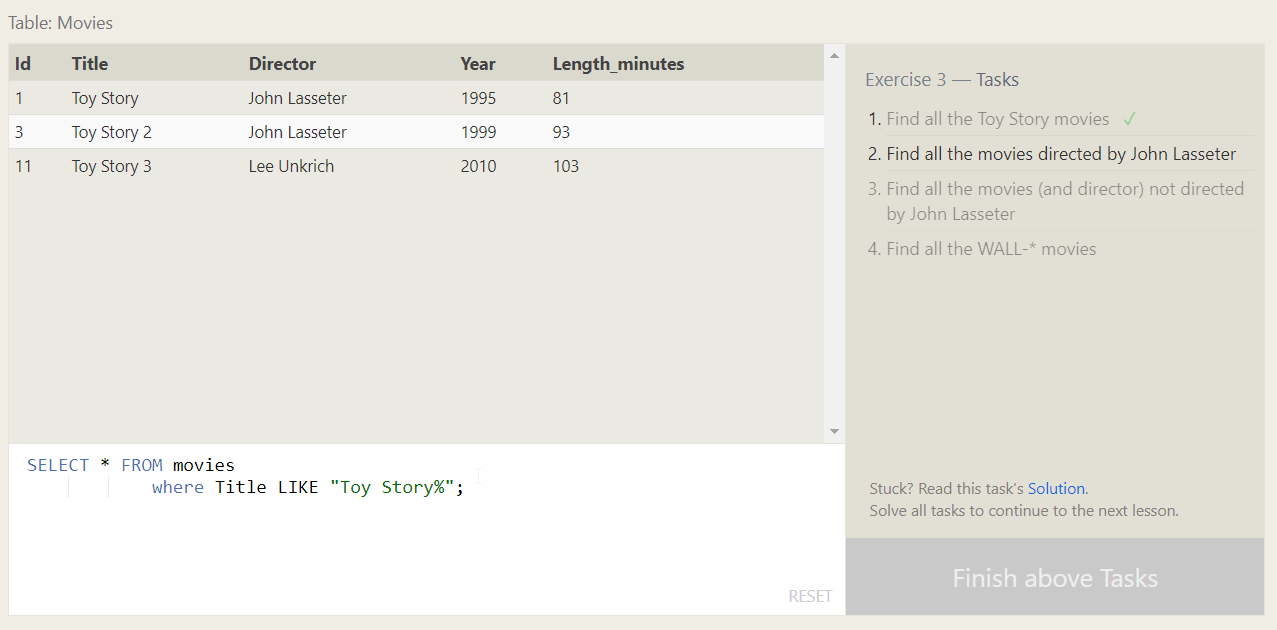 Table: Movies
Id Title Director Year Length_minutes
1 Toy Story John Lasseter 1995 81
3 Toy Story 2 John Lasseter 1999 93
11 Toy Story 3 Lee Unkrich 2010 103
SELECT * FROM movies
where Title LIKE "Toy Story%";
RESET
Exercise 3 — Tasks
1. Find all the Toy Story movies ✓
2. Find all the movies directed by John Lasseter
3. Find all the movies (and director) not directed
by John Lasseter
4. Find all the WALL-* movies
Stuck? Read this task's Solution.
Solve all tasks to continue to the next lesson.
Finish above Tasks